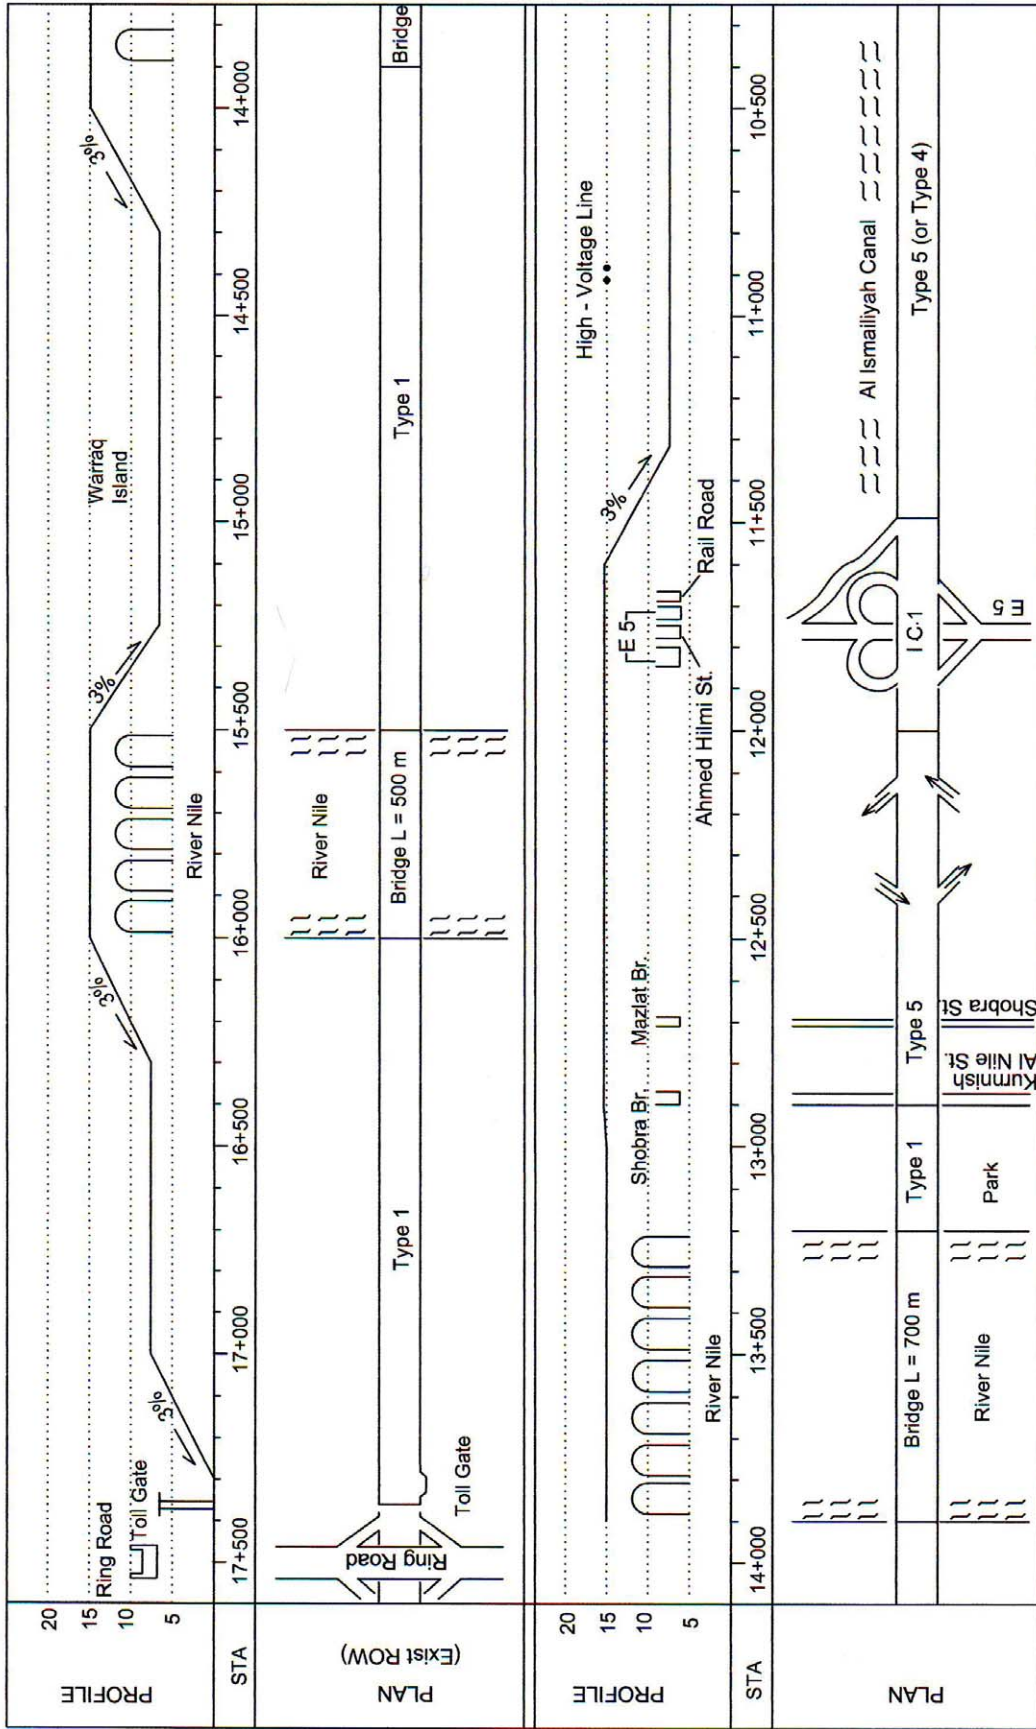 PROFILE
20
15
10
5
Ring Road
Toll Gate
3%
3%
River Nile
3%
Warraq
Island
3%
STA
17+500
17+000
16+500
16+000
15+500
15+000
14+500
14+000
PLAN
(Exist ROW)
Ring Road
Toll Gate
Type 1
River Nile
Bridge L = 500 m
Type 1
Bridge
PROFILE
20
15
10
5
River Nile
Shobra Br.
Mazlat Br.
Ahmed Hilmi St.
E 5
Rail Road
3%
High - Voltage Line
STA
14+000
13+500
13+000
12+500
12+000
11+500
11+000
10+500
PLAN
Bridge L = 700 m
River Nile
Type 1
Park
Kurnnish
Al Nile St.
Type 5
Shobra St.
I C-1
E 5
Al Ismailiyah Canal
Type 5 (or Type 4)